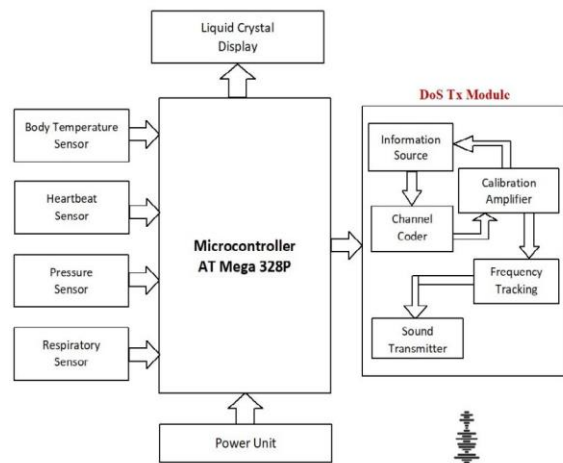 Liquid Crystal
Display
DoS Tx Module
Body Temperature
Sensor
Heartbeat
Sensor
Pressure
Sensor
Respiratory
Sensor
Microcontroller
AT Mega 328P
Power Unit
Information
Source
Calibration
Amplifier
Channel
Coder
Frequency
Tracking
Sound
Transmitter